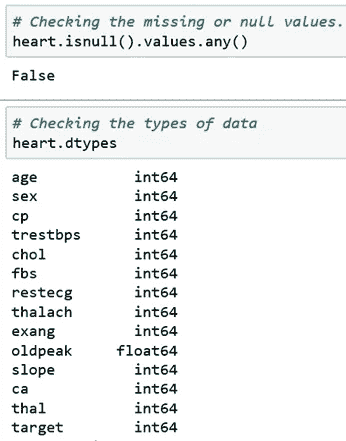 # Checking the missing or null values.
heart.isnull().values.any()
False
# Checking the types of data
heart.dtypes
age int64
sex int64
cp int64
trestbps int64
chol int64
fbs int64
restecg int64
thalach int64
exang int64
oldpeak float64
slope int64
ca int64
thal int64
target int64